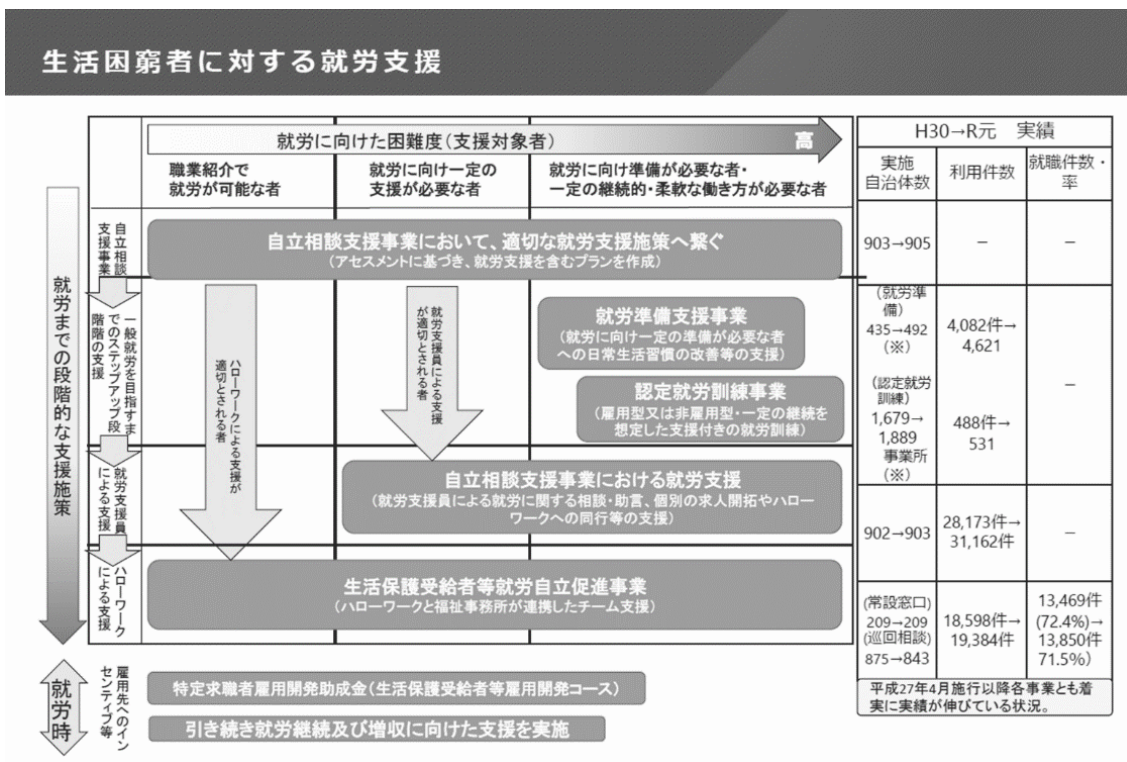 生活困窮者に対する就労支援
就労に向けた困難度(支援対象者)
高
職業紹介で
就労が可能な者
就労に向け一定の
支援が必要な者
就労に向け準備が必要な者・
一定の継続的・柔軟な働き方が必要な者
就労までの段階的な支援施策
自立相談
支援事業
一般就労を目指すま
でのステップアップ段
階階の支援
就労支援員
による支援
ハローワーク
による支援
自立相談支援事業において、適切な就労支援施策へ繋ぐ
(アセスメントに基づき、就労支援を含むプランを作成)
ハローワークによる支援が
適切とされる者
就労支援員による支援
が適切とされる者
就労準備支援事業
(就労に向け一定の準備が必要な者
への日常生活習慣の改善等の支援)
認定就労訓練事業
(雇用型又は非雇用型・一定の継続を
想定した支援付きの就労訓練)
自立相談支援事業における就労支援
(就労支援員による就労に関する相談・助言、個別の求人開拓やハロー
ワークへの同行等の支援)
生活保護受給者等就労自立促進事業
(ハローワークと福祉事務所が連携したチーム支援)
就労時
雇用先へのイン
センティブ等
特定求職者雇用開発助成金(生活保護受給者等雇用開発コース)
引き続き就労継続及び増収に向けた支援を実施
H30→R元 実績
実施
自治体数
利用件数
就職件数・
率
903→905
－
－
(就労準
備)
435→492
(※)
4,082件→
4,621
－
(認定就労
訓練)
1,679→
1,889
事業所
(※)
488件→
531
902→903
28,173件→
31,162件
－
(常設窓口)
209→209
(巡回相談)
875→843
18,598件→
19,384件
13,469件
(72.4%)→
13,850件
71.5%)
平成27年4月施行以降各事業とも着
実に実績が伸びている状況。